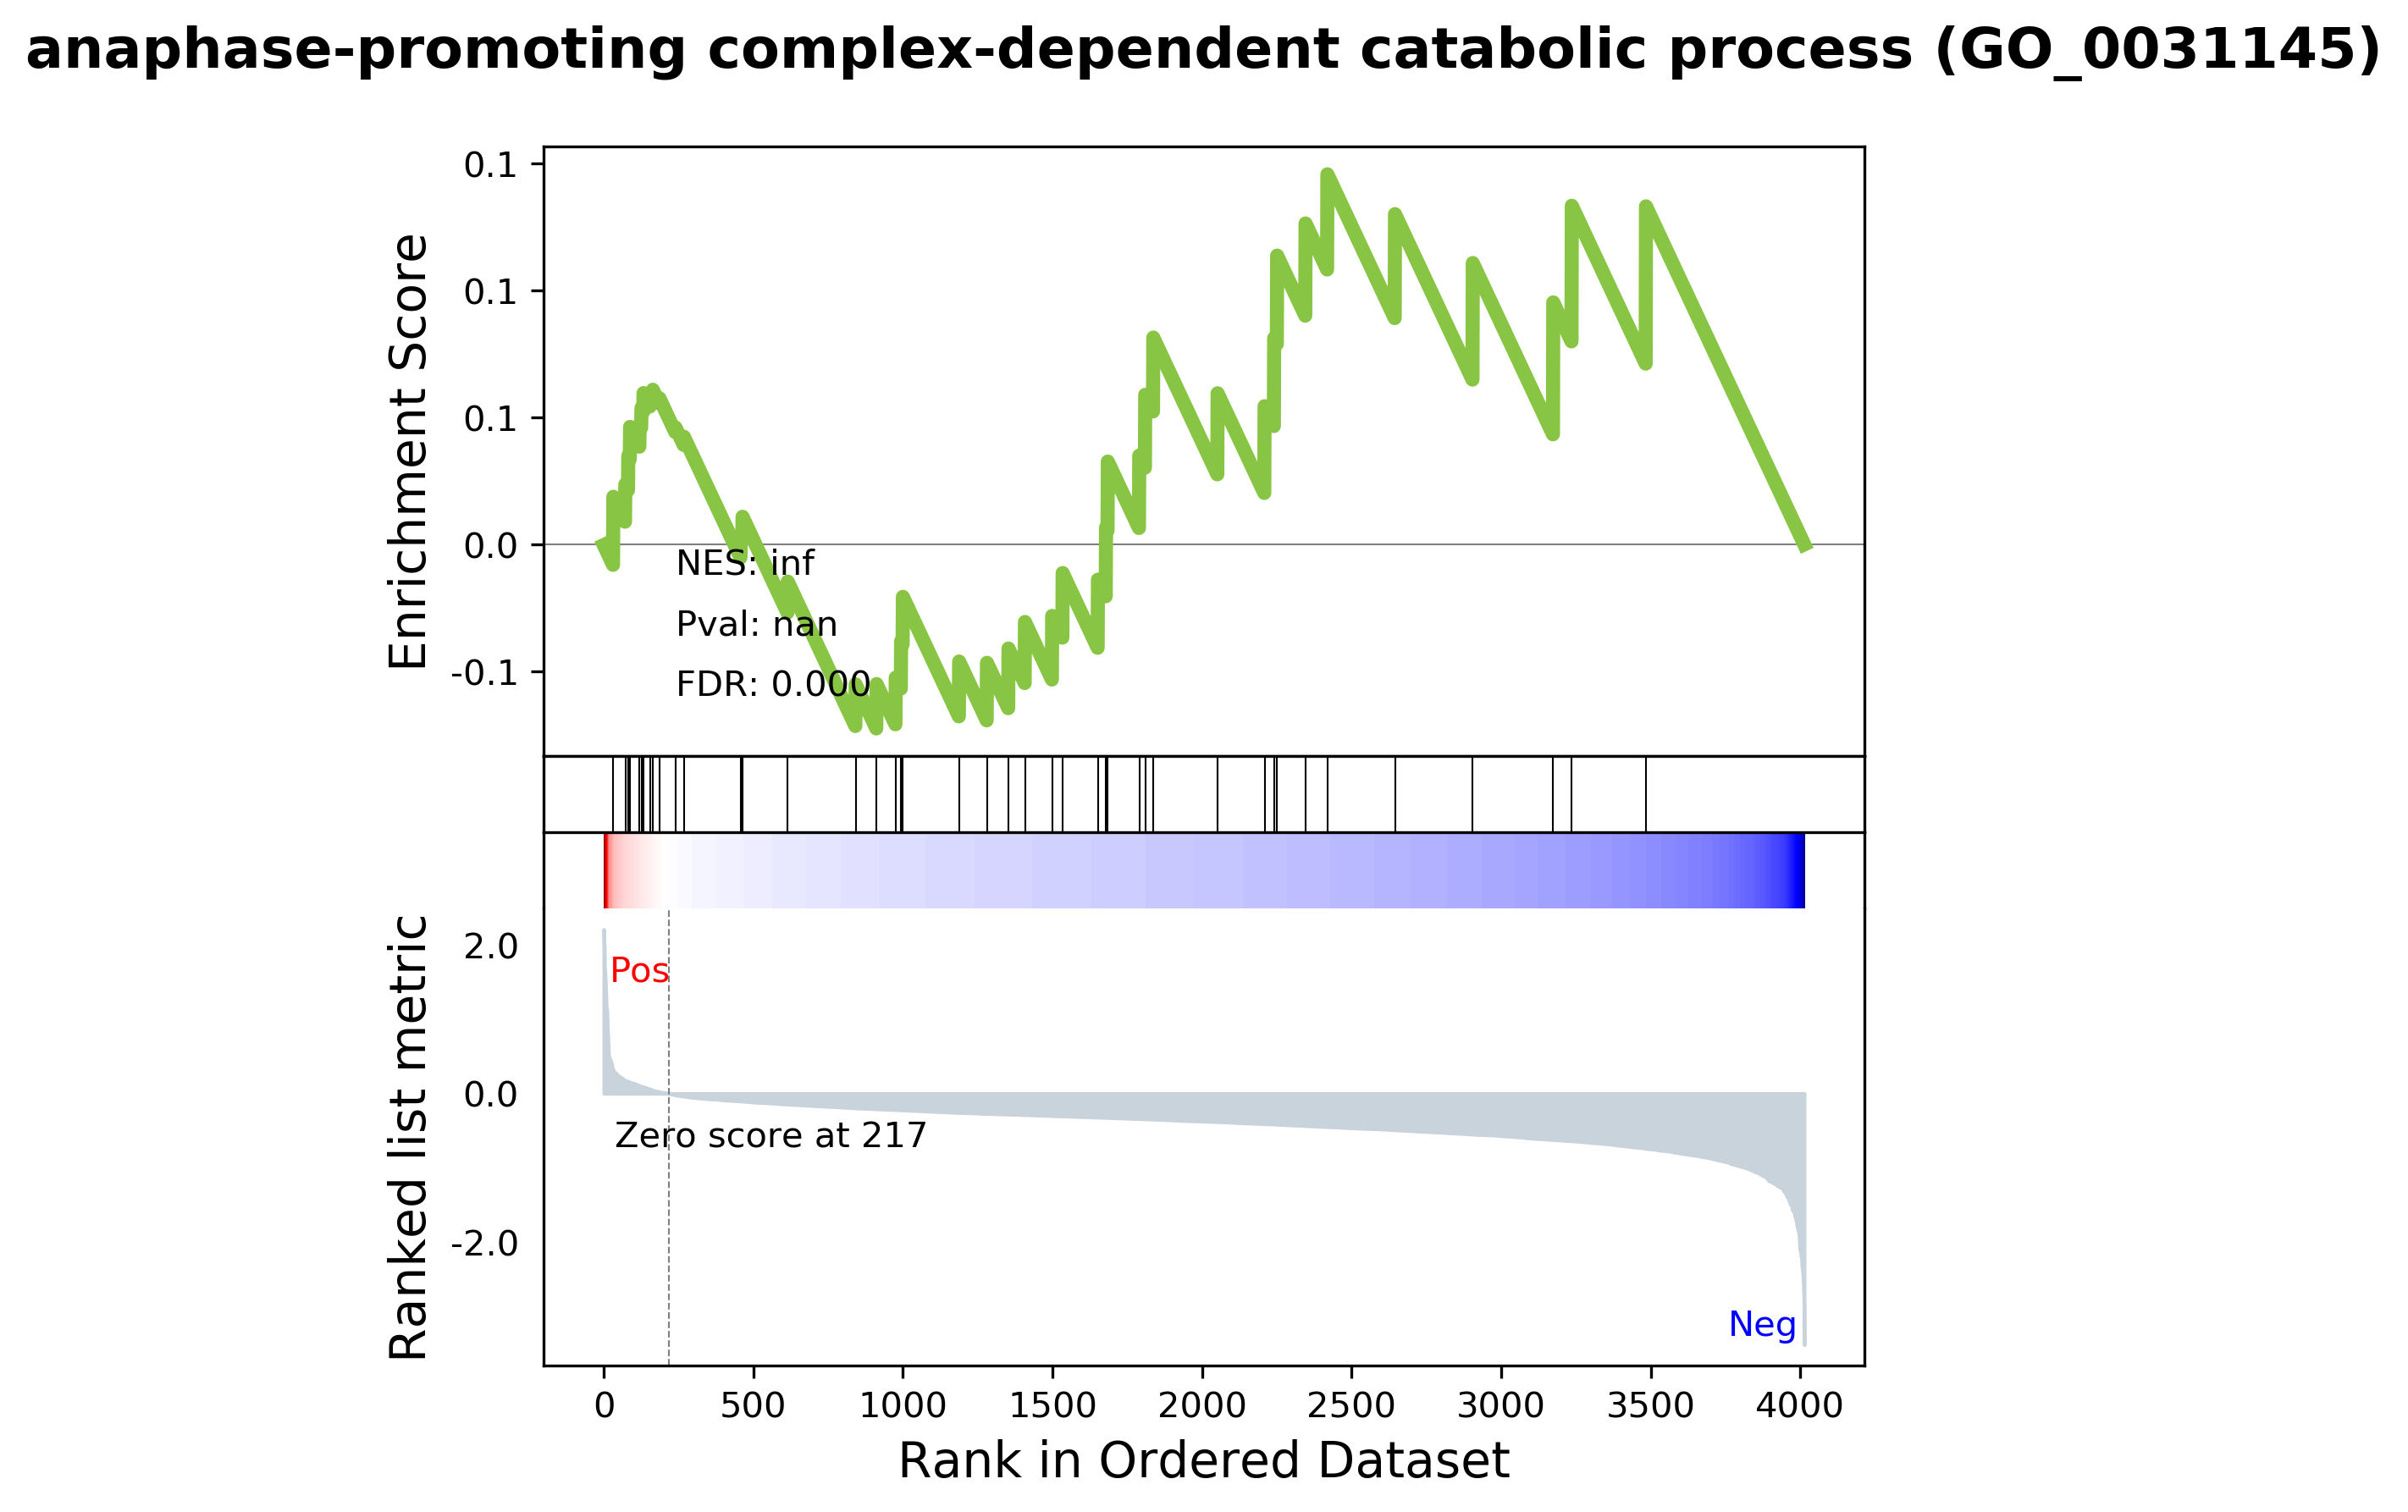 anaphase-promoting complex-dependent catabolic process (GO_0031145)
Enrichment Score
0.1
0.1
0.1
0.0
-0.1
NES: inf
Pval: nan
FDR: 0.000
Ranked list metric
2.0
0.0
-2.0
Pos
Zero score at 217
Neg
0 500 1000 1500 2000 2500 3000 3500 4000
Rank in Ordered Dataset